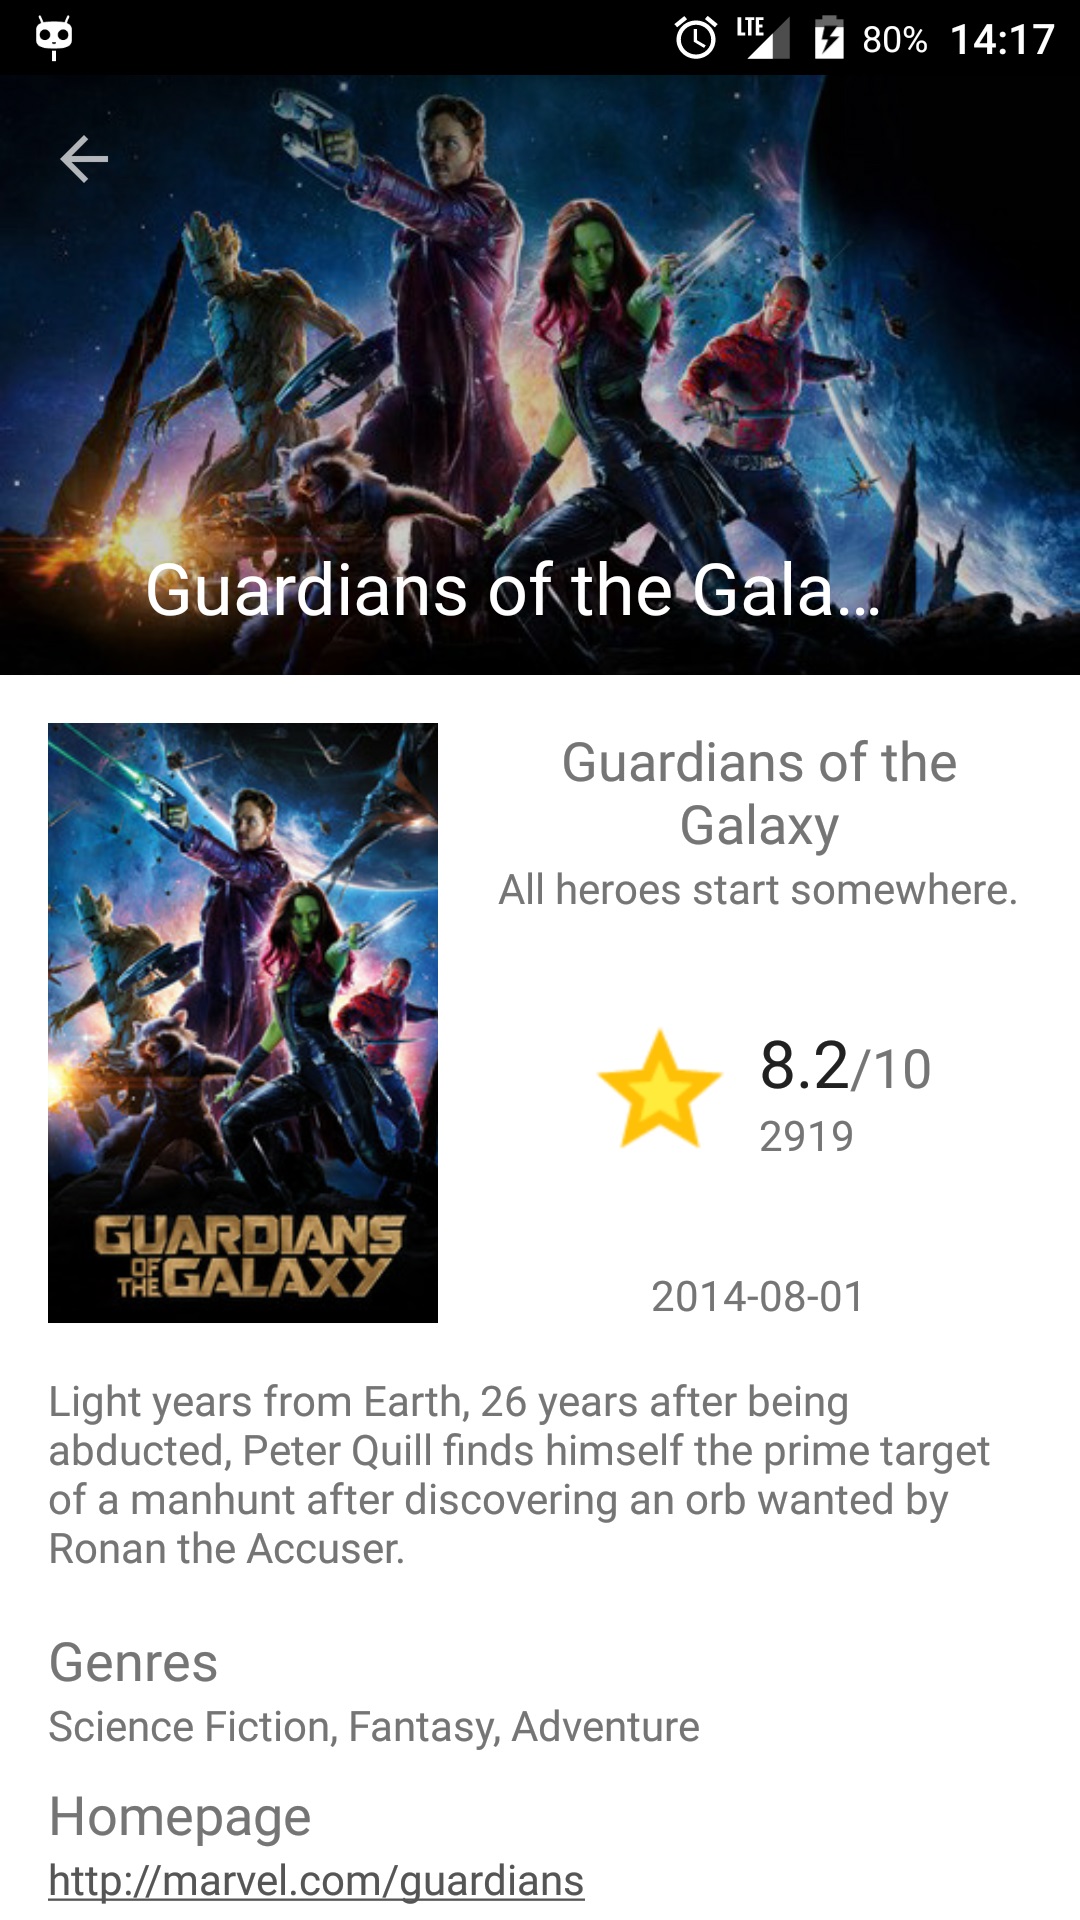 LTE 80% 14:17
Guardians of the Gala...
Guardians of the
Galaxy
All heroes start somewhere.
8.2/10
2919
GUARDIANS
OF
THE GALAXY
2014-08-01
Light years from Earth, 26 years after being
abducted, Peter Quill finds himself the prime target
of a manhunt after discovering an orb wanted by
Ronan the Accuser.
Genres
Science Fiction, Fantasy, Adventure
Homepage
http://marvel.com/guardians